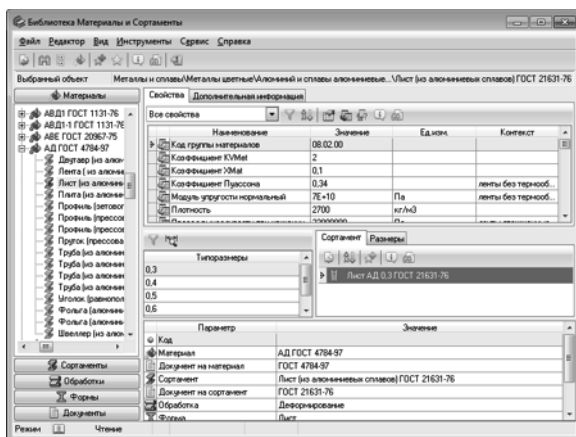 Библиотека Материалы и Сортаменты
Файл Редактор Вид Инструменты Сервис Справка
Выбранный объект Металлы и сплавы\Металлы цветные\Алюминий и сплавы алюминиевые...\Лист (из алюминиевых сплавов) ГОСТ 21631-76
Материалы
АВД1 ГОСТ 1131-76
АВД1-1 ГОСТ 1131-76
АВЕ ГОСТ 20967-75
АД ГОСТ 4784-97
Двутавр (из алюм
Лента ( из алюмин
Лист (из алюмини
Плита (из алюмин
Профиль (зетовог
Профиль (прессов
Профиль (прессов
Пруток (прессова
Труба (из алюмин
Труба (из алюмин
Труба (из алюмин
Труба (из алюмин
Уголок (равнопол
Фольга (алюмин
Фольга (алюмин
Швеллер (из алюм
Сортаменты
Обработки
Формы
Документы
Свойства Дополнительная информация
Все свойства
Наименование Значение Ед.изм. Контекст
Код группы материалов 08.02.00
Коэффициент KVMet 2
Коэффициент XMat 0,1
Коэффициент Пуассона 0,34 ленты без термооб...
Модуль упругости нормальный 7E+10 Па ленты без термооб...
Плотность 2700 кг/м3
Типоразмеры
0,3
0,4
0,5
0,6
Сортамент Размеры
Лист АД 0,3 ГОСТ 21631-76
Параметр Значение
Код
Материал АД ГОСТ 4784-97
Документ на материал ГОСТ 4784-97
Сортамент Лист (из алюминиевых сплавов) ГОСТ 21631-76
Документ на сортамент ГОСТ 21631-76
Обработка Деформирование
Форма Лист
Режим Чтение